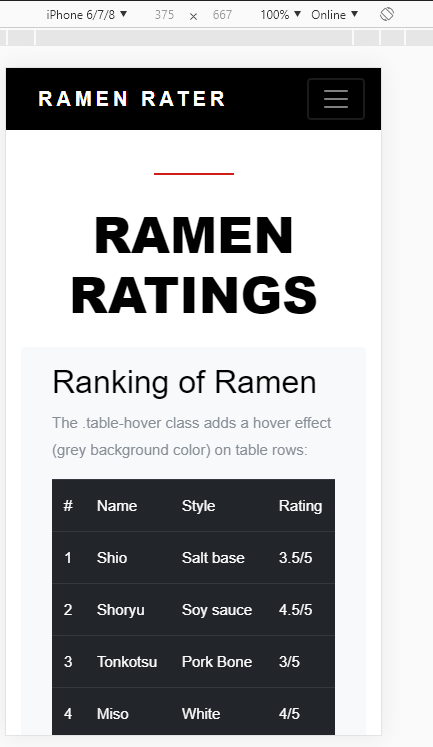 iPhone 6/7/8 ▼ 375 x 667 100% ▼ Online ▼
RAMEN RATER
RAMEN
RATINGS
Ranking of Ramen
The .table-hover class adds a hover effect
(grey background color) on table rows:
# Name Style Rating
1 Shio Salt base 3.5/5
2 Shoryu Soy sauce 4.5/5
3 Tonkotsu Pork Bone 3/5
4 Miso White 4/5